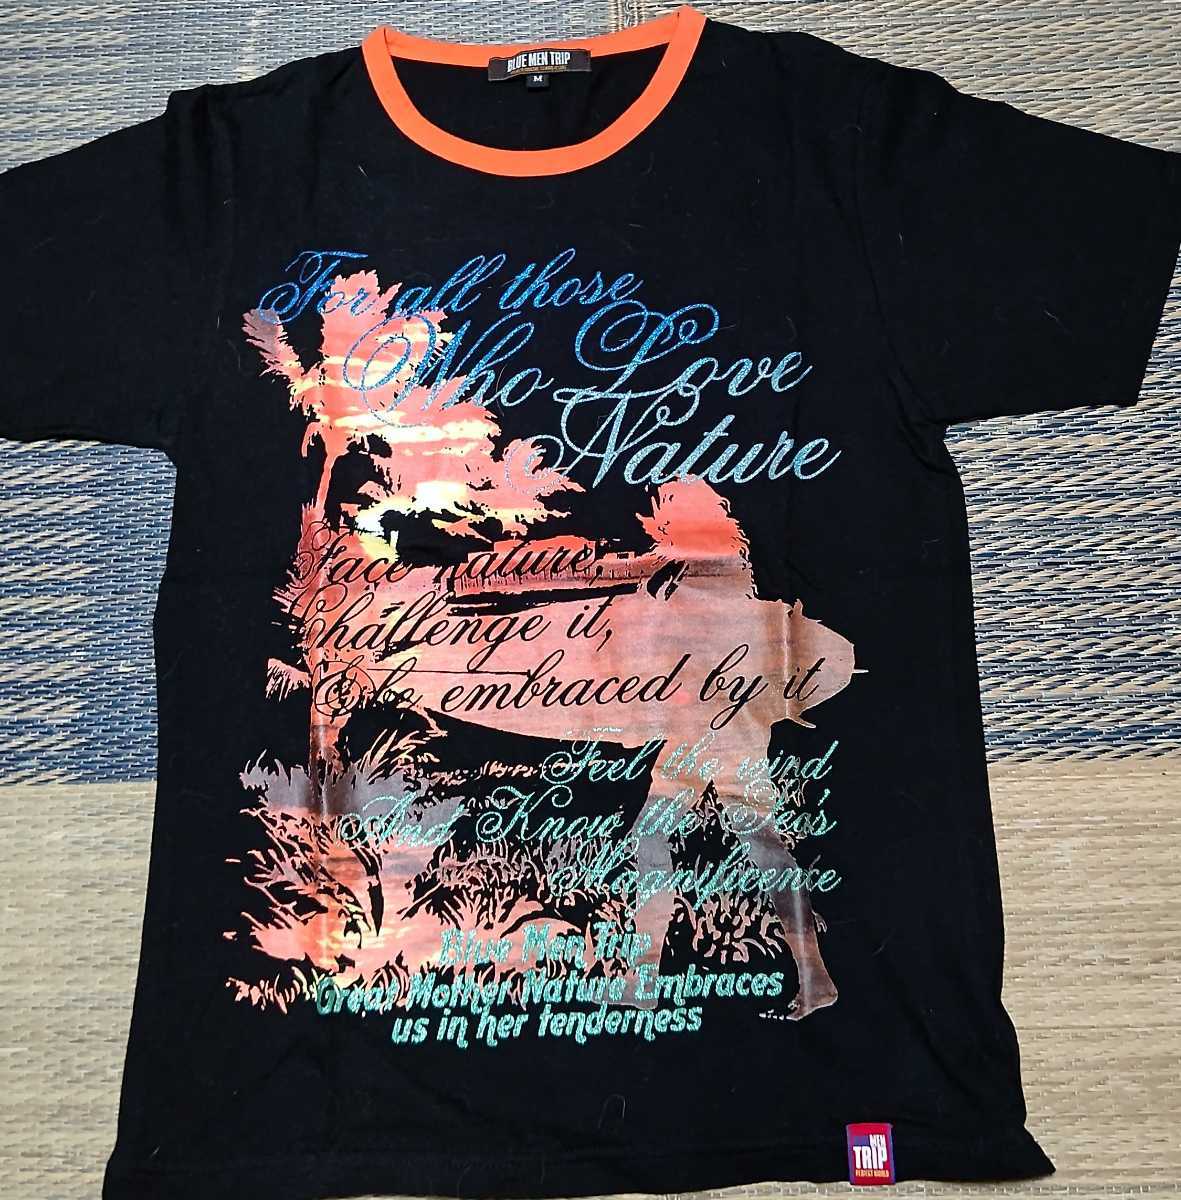 BLUE MEN TRIP
M
For all those
Who Love
Nature
Face nature,
Challenge it,
& be embraced by it
Feel the wind,
And Know the Sea's
Magnificence
Blue Men Trip
Great Mother Nature Embraces
us in her tenderness
MEN
TRIP
PERFECT WORLD